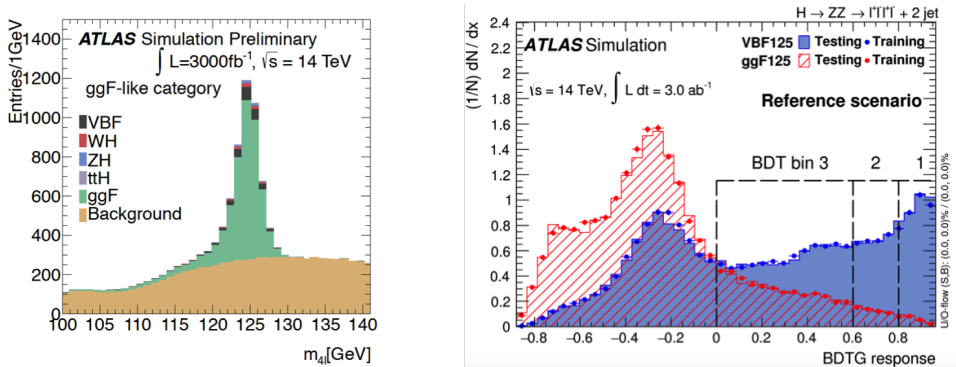 Entries/1GeV
1400
1200
1000
800
600
400
200
0
ATLAS Simulation Preliminary
∫ L=3000fb⁻¹, √s = 14 TeV
ggF-like category
VBF
WH
ZH
ttH
ggF
Background
100 105 110 115 120 125 130 135 140
m₄ₗ[GeV]
H → ZZ → l⁺l⁻l⁺l⁻ + 2 jet
(1/N) dN / dx
2.4
2.2
2
1.8
1.6
1.4
1.2
1
0.8
0.6
0.4
0.2
0
ATLAS Simulation
VBF125 Testing Training
ggF125 Testing Training
√s = 14 TeV, ∫ L dt = 3.0 ab⁻¹
Reference scenario
BDT bin 3 2 1
−0.8 −0.6 −0.4 −0.2 0 0.2 0.4 0.6 0.8
BDTG response
U/O-flow (S,B): (0.0, 0.0)% / (0.0, 0.0)%